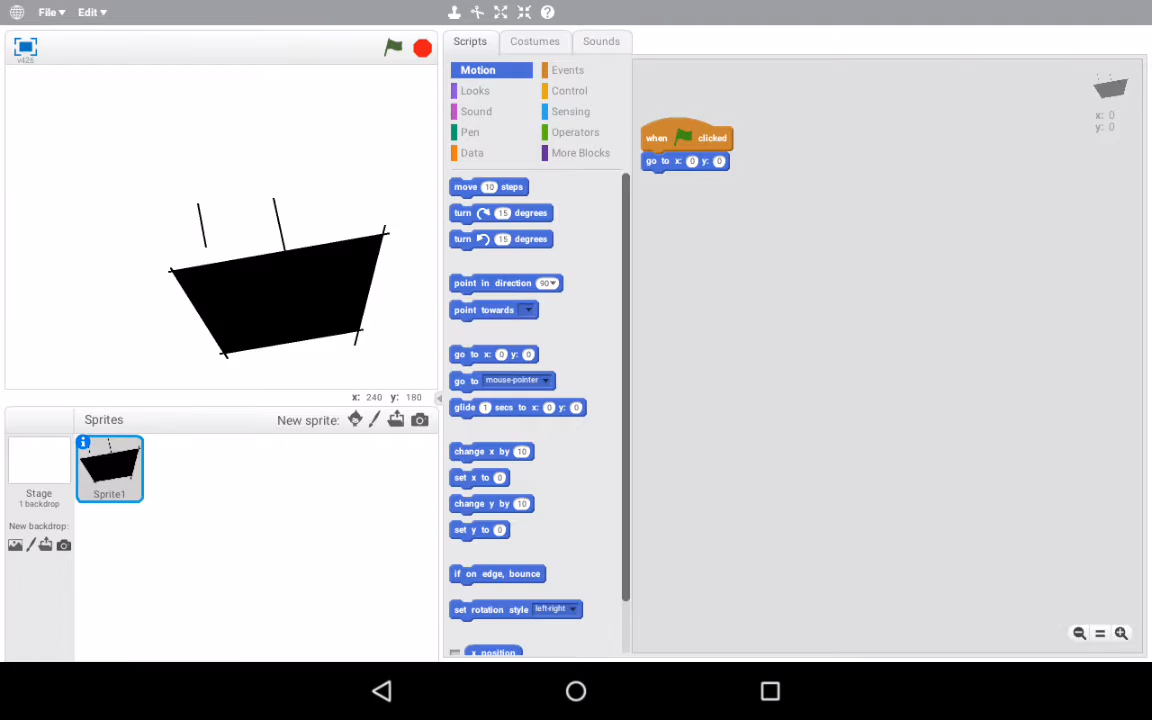 File▾ Edit▾
v426
Scripts Costumes Sounds
Motion Events
Looks Control
Sound Sensing
Pen Operators
Data More Blocks
x: 0
y: 0
when clicked
go to x: 0 y: 0
move 10 steps
turn 15 degrees
turn 15 degrees
point in direction 90▾
point towards
go to x: 0 y: 0
go to mouse-pointer
glide 1 secs to x: 0 y: 0
change x by 10
set x to 0
change y by 10
set y to 0
if on edge, bounce
set rotation style left-right
x position
x: 240 y: 180
Sprites New sprite:
Stage
1 backdrop
New backdrop:
Sprite1